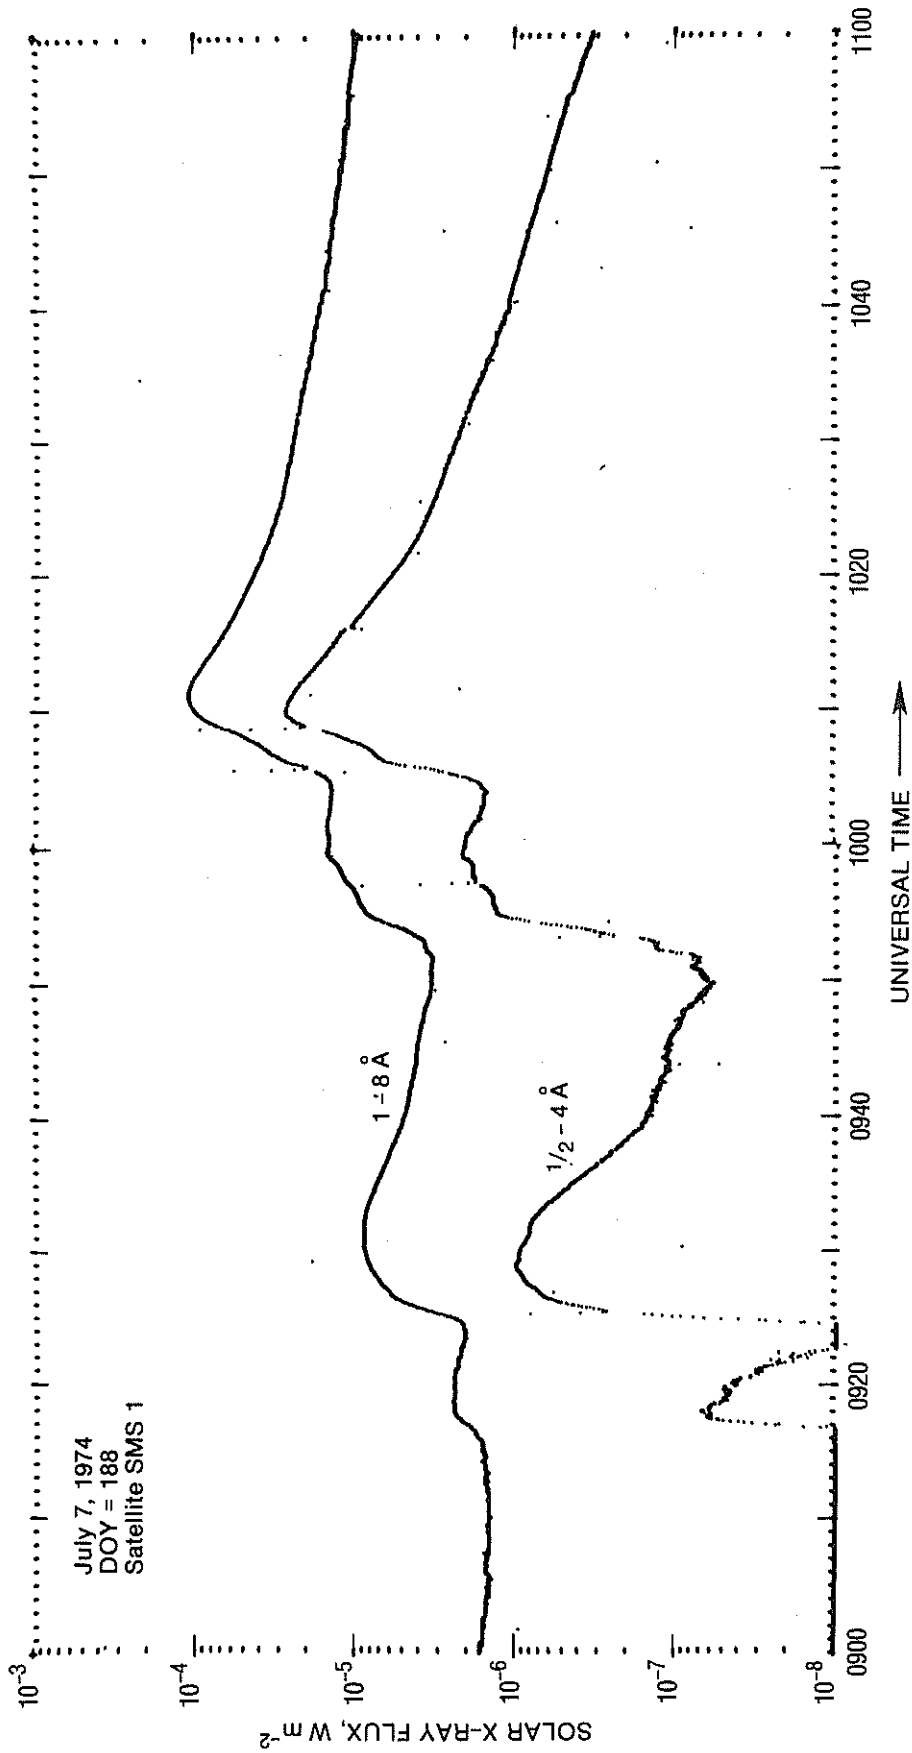 July 7, 1974
DOY = 188
Satellite SMS 1
SOLAR X-RAY FLUX, W m⁻²
10⁻³
10⁻⁴
10⁻⁵
10⁻⁶
10⁻⁷
10⁻⁸
1-8 Å
1/2 - 4 Å
0900
0920
0940
1000
1020
1040
1100
UNIVERSAL TIME